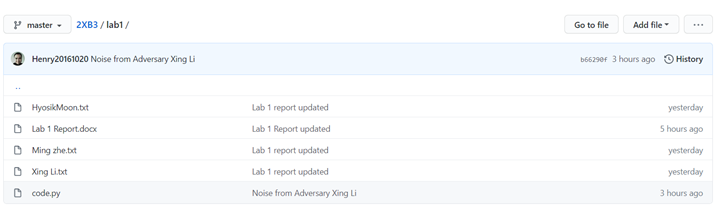 master 2XB3 / lab1 / Go to file Add file ...
Henry20161020 Noise from Adversary Xing Li b66290f 3 hours ago History
..
HyosikMoon.txt Lab 1 report updated yesterday
Lab 1 Report.docx Lab 1 Report updated 5 hours ago
Ming zhe.txt Lab 1 report updated yesterday
Xing Li.txt Lab 1 report updated yesterday
code.py Noise from Adversary Xing Li 3 hours ago